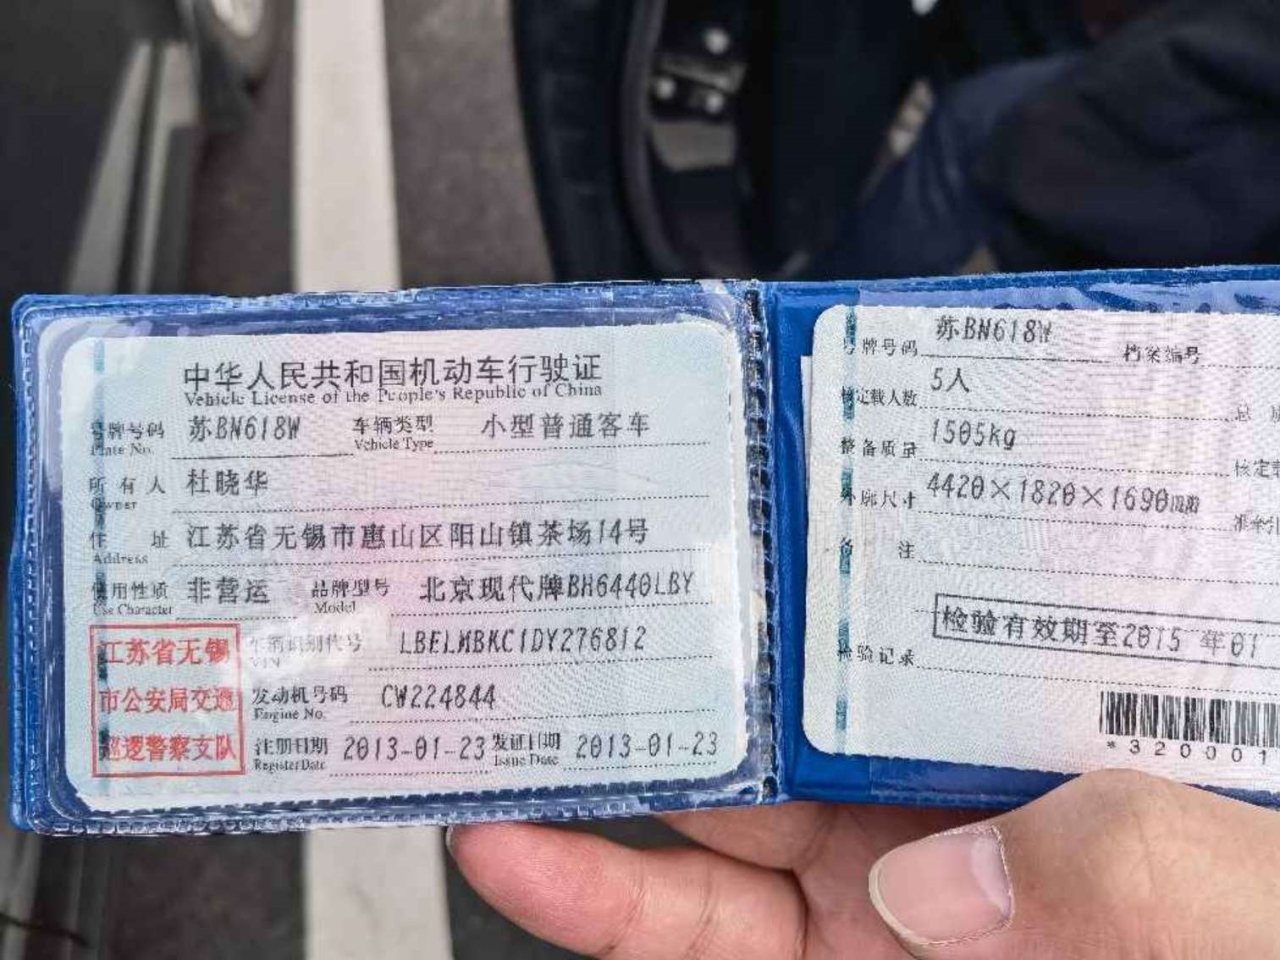 中华人民共和国机动车行驶证
Vehicle License of the People's Republic of China
号牌号码 苏BN618W 车辆类型 小型普通客车
Plate No. Vehicle Type
所有人 杜晓华
Owner
住址 江苏省无锡市惠山区阳山镇茶场14号
Address
使用性质 非营运 品牌型号 北京现代牌BH6440LBY
Use Character Model
江苏省无锡
市公安局交通
巡逻警察支队
车辆识别代号 LBELMBKC1DY276812
VIN
发动机号码 CW224844
Engine No.
注册日期 2013-01-23 发证日期 2013-01-23
Register Date Issue Date
号牌号码 苏BN618W 档案编号
核定载人数 5人 总
整备质量 1505kg 核定载
外廓尺寸 4420×1820×1690mm 准牵引
备注
检验有效期至2015 年01
检验记录
*320001